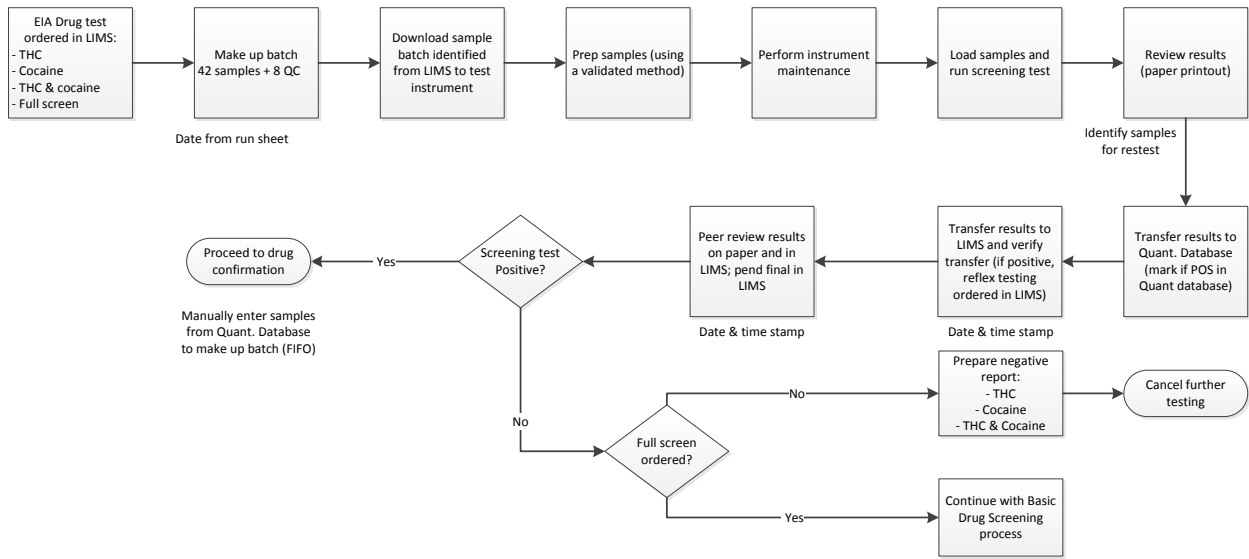 EIA Drug test
ordered in LIMS:
- THC
- Cocaine
- THC & cocaine
- Full screen
Make up batch
42 samples + 8 QC
Date from run sheet
Download sample
batch identified
from LIMS to test
instrument
Prep samples (using
a validated method)
Perform instrument
maintenance
Load samples and
run screening test
Review results
(paper printout)
Identify samples
for restest
Transfer results to
Quant. Database
(mark if POS in
Quant database)
Transfer results to
LIMS and verify
transfer (if positive,
reflex testing
ordered in LIMS)
Date & time stamp
Peer review results
on paper and in
LIMS; pend final in
LIMS
Date & time stamp
Screening test
Positive?
Yes
Proceed to drug
confirmation
Manually enter samples
from Quant. Database
to make up batch (FIFO)
No
Full screen
ordered?
No
Prepare negative
report:
- THC
- Cocaine
- THC & Cocaine
Cancel further
testing
Yes
Continue with Basic
Drug Screening
process